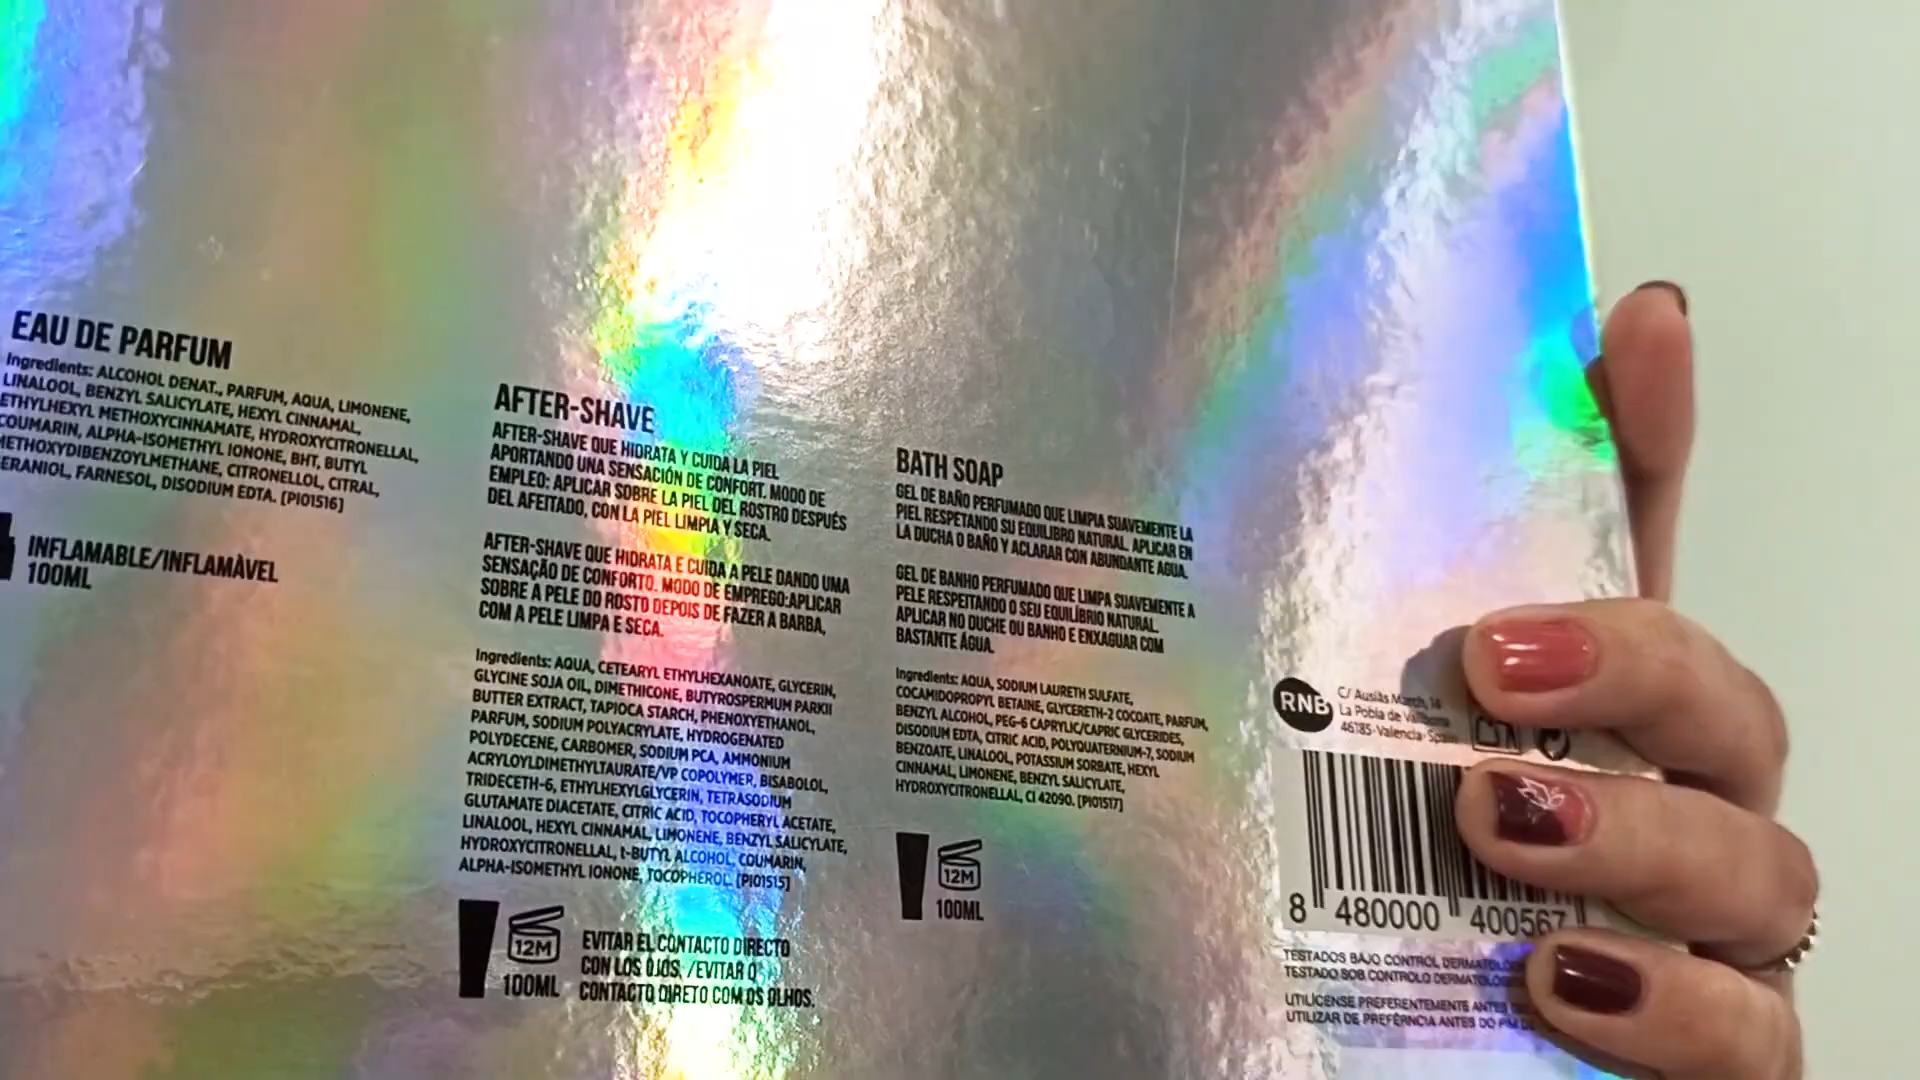 EAU DE PARFUM
Ingredients: ALCOHOL DENAT., PARFUM, AQUA, LIMONENE,
LINALOOL, BENZYL SALICYLATE, HEXYL CINNAMAL,
ETHYLHEXYL METHOXYCINNAMATE, HYDROXYCITRONELLAL,
COUMARIN, ALPHA-ISOMETHYL IONONE, BHT, BUTYL
METHOXYDIBENZOYLMETHANE, CITRONELLOL, CITRAL,
ERANIOL, FARNESOL, DISODIUM EDTA. [PI01516]
INFLAMABLE/INFLAMÀVEL
100ML
AFTER-SHAVE
AFTER-SHAVE QUE HIDRATA Y CUIDA LA PIEL
APORTANDO UNA SENSACIÓN DE CONFORT. MODO DE
EMPLEO: APLICAR SOBRE LA PIEL DEL ROSTRO DESPUÉS
DEL AFEITADO, CON LA PIEL LIMPIA Y SECA.
AFTER-SHAVE QUE HIDRATA E CUIDA A PELE DANDO UMA
SENSAÇÃO DE CONFORTO. MODO DE EMPREGO:APLICAR
SOBRE A PELE DO ROSTO DEPOIS DE FAZER A BARBA,
COM A PELE LIMPA E SECA.
Ingredients: AQUA, CETEARYL ETHYLHEXANOATE, GLYCERIN,
GLYCINE SOJA OIL, DIMETHICONE, BUTYROSPERMUM PARKII
BUTTER EXTRACT, TAPIOCA STARCH, PHENOXYETHANOL,
PARFUM, SODIUM POLYACRYLATE, HYDROGENATED
POLYDECENE, CARBOMER, SODIUM PCA, AMMONIUM
ACRYLOYLDIMETHYLTAURATE/VP COPOLYMER, BISABOLOL,
TRIDECETH-6, ETHYLHEXYLGLYCERIN, TETRASODIUM
GLUTAMATE DIACETATE, CITRIC ACID, TOCOPHERYL ACETATE,
LINALOOL, HEXYL CINNAMAL, LIMONENE, BENZYL SALICYLATE,
HYDROXYCITRONELLAL, t-BUTYL ALCOHOL, COUMARIN,
ALPHA-ISOMETHYL IONONE, TOCOPHEROL. [PI01515]
12M
100ML
EVITAR EL CONTACTO DIRECTO
CON LOS OJOS. /EVITAR O
CONTACTO DIRETO COM OS OLHOS.
BATH SOAP
GEL DE BAÑO PERFUMADO QUE LIMPIA SUAVEMENTE LA
PIEL RESPETANDO SU EQUILIBRO NATURAL. APLICAR EN
LA DUCHA O BAÑO Y ACLARAR CON ABUNDANTE AGUA.
GEL DE BANHO PERFUMADO QUE LIMPA SUAVEMENTE A
PELE RESPEITANDO O SEU EQUILÍBRIO NATURAL.
APLICAR NO DUCHE OU BANHO E ENXAGUAR COM
BASTANTE ÁGUA.
Ingredients: AQUA, SODIUM LAURETH SULFATE,
COCAMIDOPROPYL BETAINE, GLYCERETH-2 COCOATE, PARFUM,
BENZYL ALCOHOL, PEG-6 CAPRYLIC/CAPRIC GLYCERIDES,
DISODIUM EDTA, CITRIC ACID, POLYQUATERNIUM-7, SODIUM
BENZOATE, LINALOOL, POTASSIUM SORBATE, HEXYL
CINNAMAL, LIMONENE, BENZYL SALICYLATE,
HYDROXYCITRONELLAL, CI 42090. [PI01517]
12M
100ML
RNB
C/ Ausiàs March, 14
La Pobla de Vallbona
46185-Valencia-Spain
8 480000 400567
TESTADOS BAJO CONTROL
TESTADO SOB CONTROLO
UTILÍCENSE PREFERENTEMENTE ANTES
UTILIZAR DE PREFERNCIA ANTES DO FIM